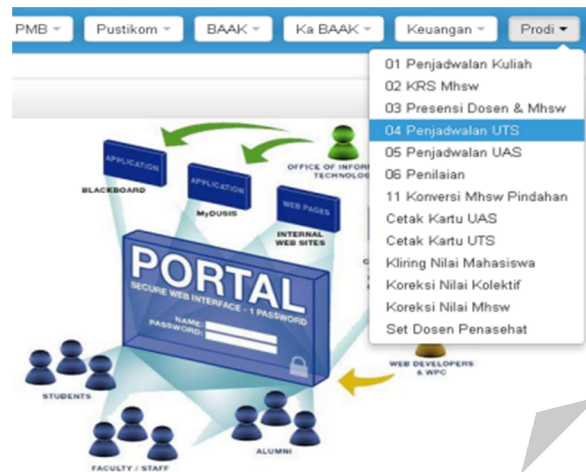 PMB
Pustikom
BAAK
Ka BAAK
Keuangan
Prodi
01 Penjadwalan Kuliah
02 KRS Mhsw
03 Presensi Dosen & Mhsw
04 Penjadwalan UTS
05 Penjadwalan UAS
06 Penilaian
11 Konversi Mhsw Pindahan
Cetak Kartu UAS
Cetak Kartu UTS
Kliring Nilai Mahasiswa
Koreksi Nilai Kolektif
Koreksi Nilai Mhsw
Set Dosen Penasehat
APPLICATION
BLACKBOARD
APPLICATION
MyDUSIS
WEB PAGES
INTERNAL
WEB SITES
OFFICE OF INFOR
TECHNOLO
PORTAL
SECURE WEB INTERFACE - 1 PASSWORD
NAME:
PASSWORD:
WEB DEVELOPERS
& WPC
STUDENTS
ALUMNI
FACULTY / STAFF